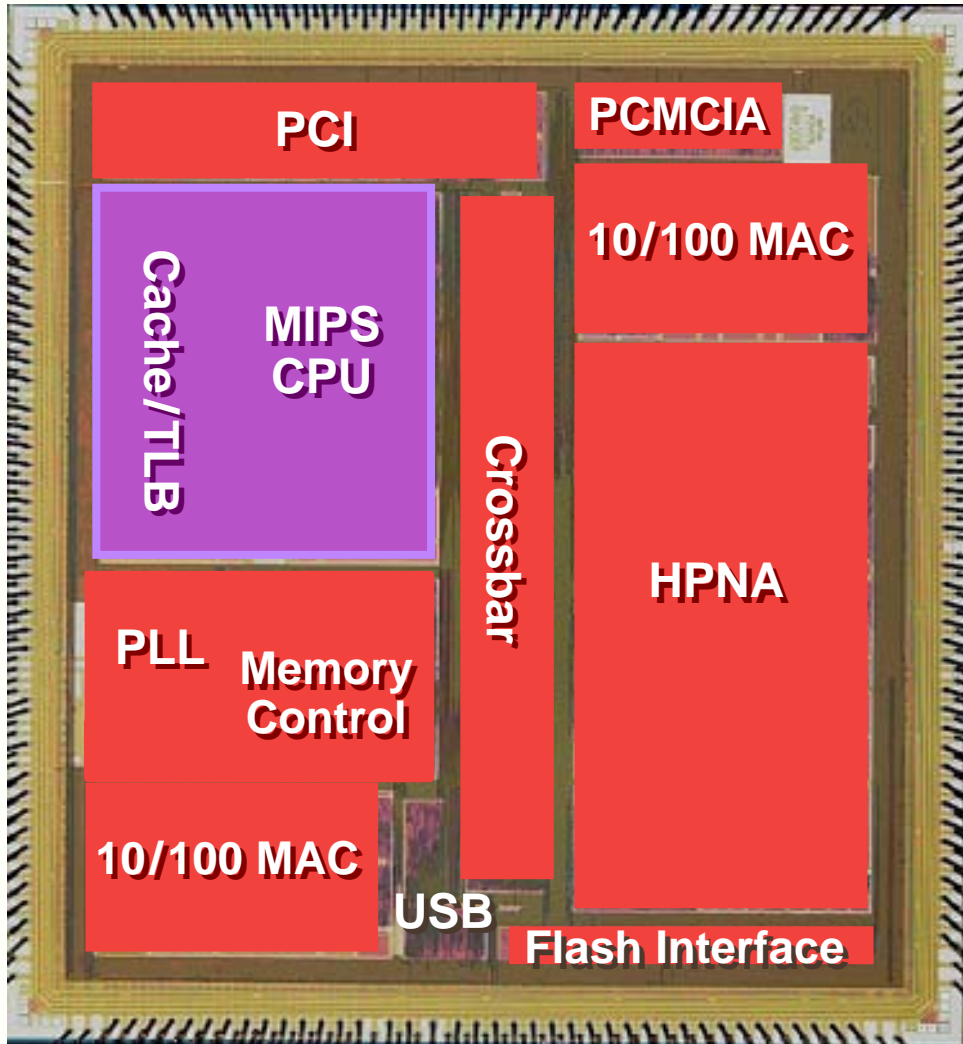 PCI
PCMCIA
10/100 MAC
Cache/TLB
MIPS
CPU
Crossbar
HPNA
PLL
Memory
Control
10/100 MAC
USB
Flash Interface